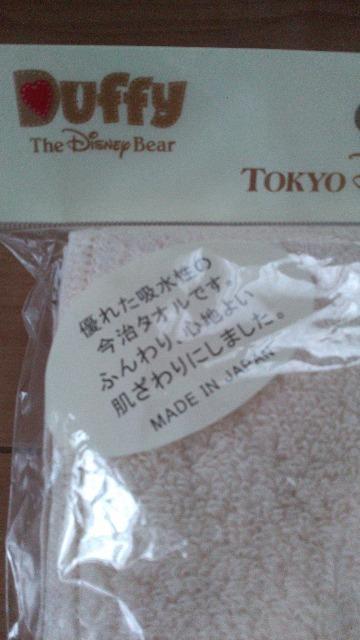 Duffy
The Disney Bear
TOKYO
優れた吸水性の
今治タオルです。
ふんわり、心地よい
肌ざわりにしました。
MADE IN JAPAN